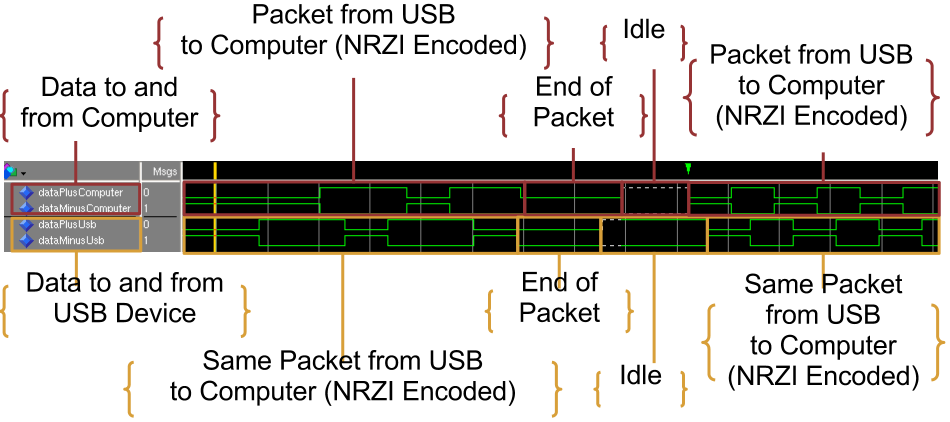 Packet from USB
to Computer (NRZI Encoded)
Idle
Packet from USB
to Computer
(NRZI Encoded)
Data to and
from Computer
End of
Packet
Msgs
dataPlusComputer 0
dataMinusComputer 1
dataPlusUsb 0
dataMinusUsb 1
Data to and from
USB Device
End of
Packet
Same Packet
from USB
to Computer
(NRZI Encoded)
Same Packet from USB
to Computer (NRZI Encoded)
Idle